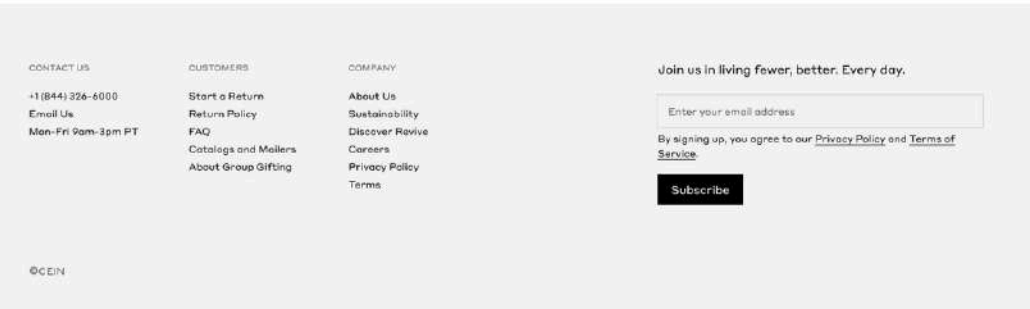 CONTACT US
+1 (844) 326-6000
Email Us
Mon-Fri 9am-3pm PT
CUSTOMERS
Start a Return
Return Policy
FAQ
Catalogs and Mailers
About Group Gifting
COMPANY
About Us
Sustainability
Discover Revive
Careers
Privacy Policy
Terms
Join us in living fewer, better. Every day.
Enter your email address
By signing up, you agree to our Privacy Policy and Terms of
Service.
Subscribe
©CEIN